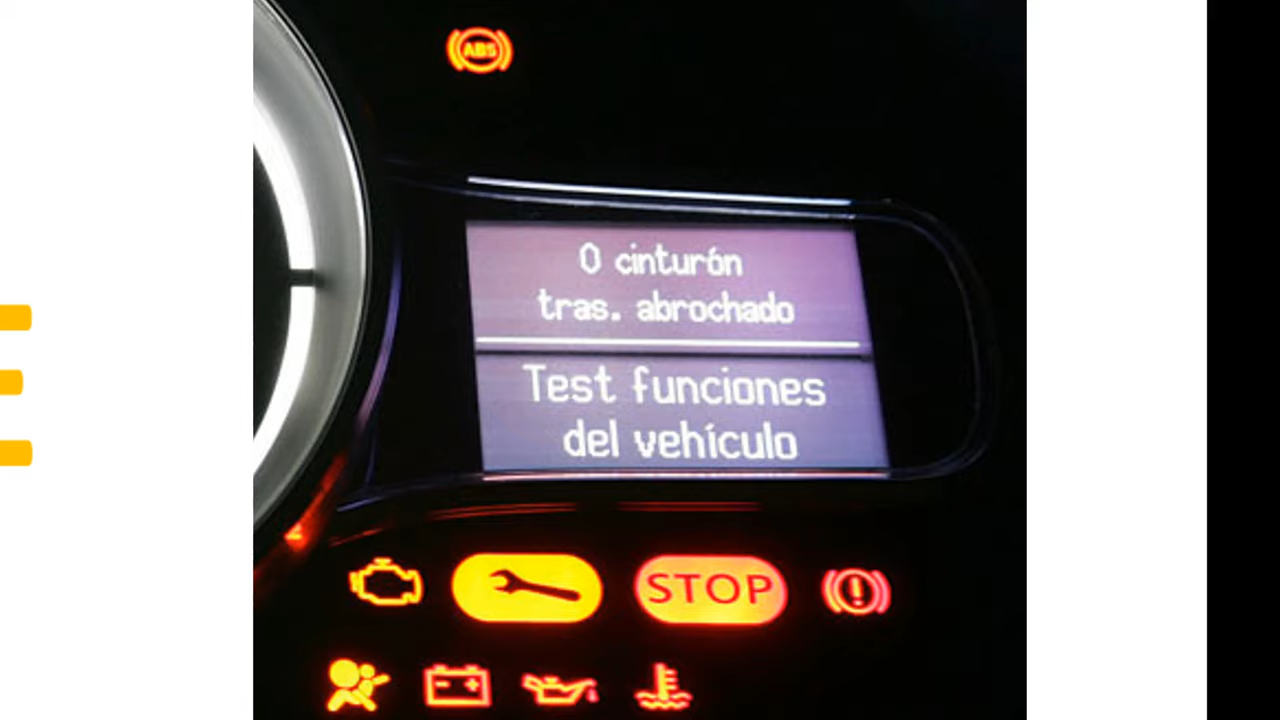 ABS
0 cinturón
tras. abrochado
Test funciones
del vehículo
STOP